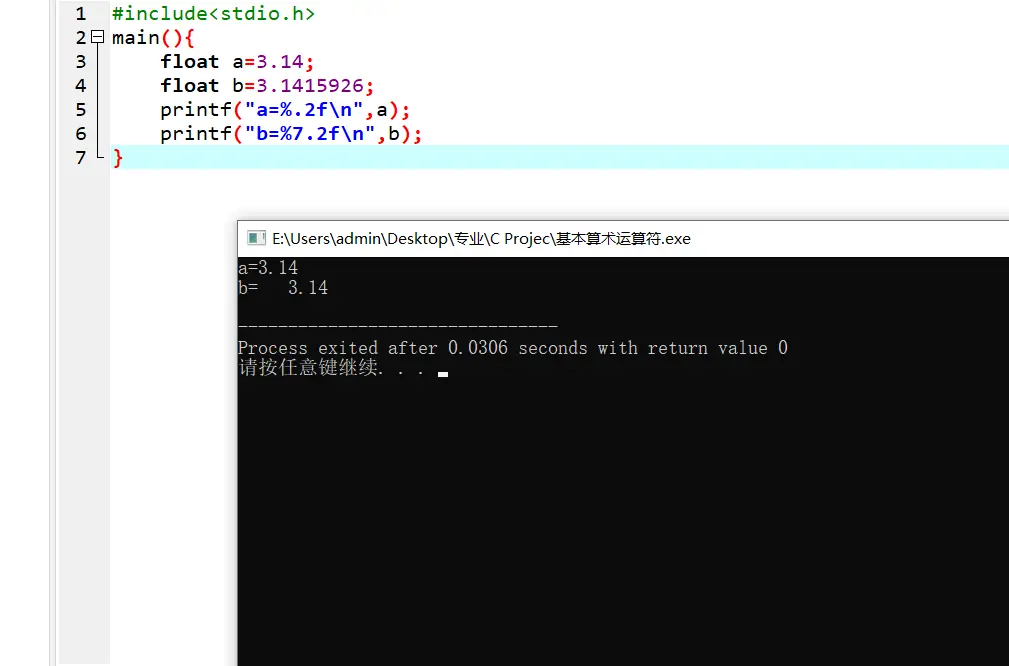 1 #include<stdio.h>
2 main(){
3     float a=3.14;
4     float b=3.1415926;
5     printf("a=%.2f\n",a);
6     printf("b=%7.2f\n",b);
7 }
E:\Users\admin\Desktop\专业\C Projec\基本算术运算符.exe
a=3.14
b=   3.14
--------------------------------
Process exited after 0.0306 seconds with return value 0
请按任意键继续. . .